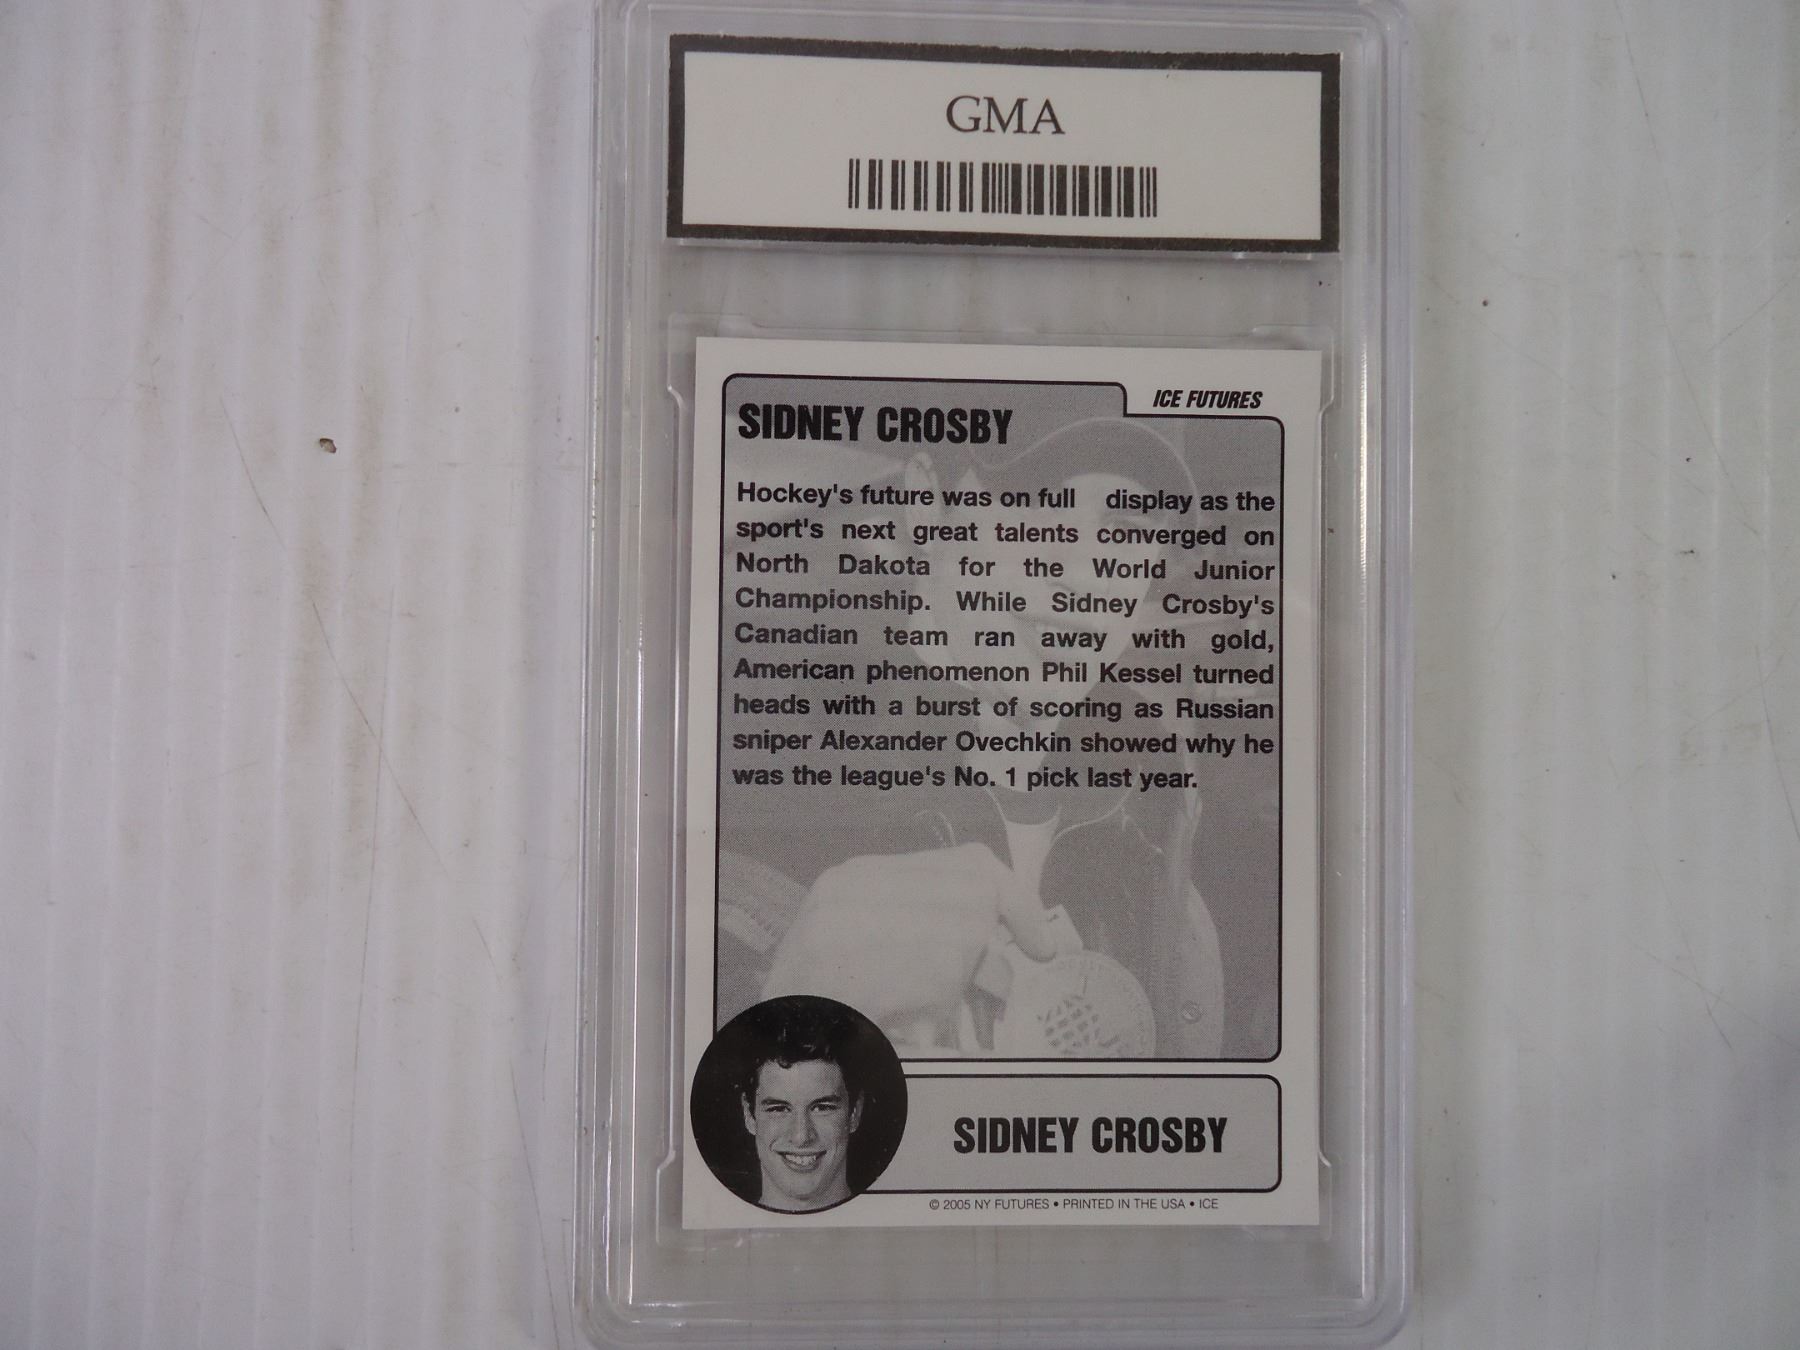 GMA
ICE FUTURES
SIDNEY CROSBY
Hockey's future was on full display as the
sport's next great talents converged on
North Dakota for the World Junior
Championship. While Sidney Crosby's
Canadian team ran away with gold,
American phenomenon Phil Kessel turned
heads with a burst of scoring as Russian
sniper Alexander Ovechkin showed why he
was the league's No. 1 pick last year.
SIDNEY CROSBY
© 2005 NY FUTURES • PRINTED IN THE USA • ICE